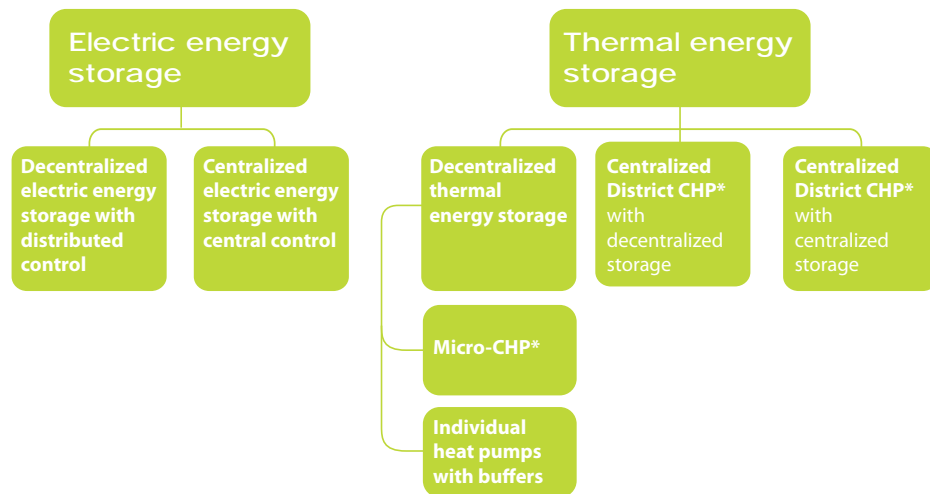 Electric energy
storage
Thermal energy
storage
Decentralized
electric energy
storage with
distributed
control
Centralized
electric energy
storage with
central control
Decentralized
thermal
energy storage
Centralized
District CHP*
with
decentralized
storage
Centralized
District CHP*
with
centralized
storage
Micro-CHP*
Individual
heat pumps
with buffers